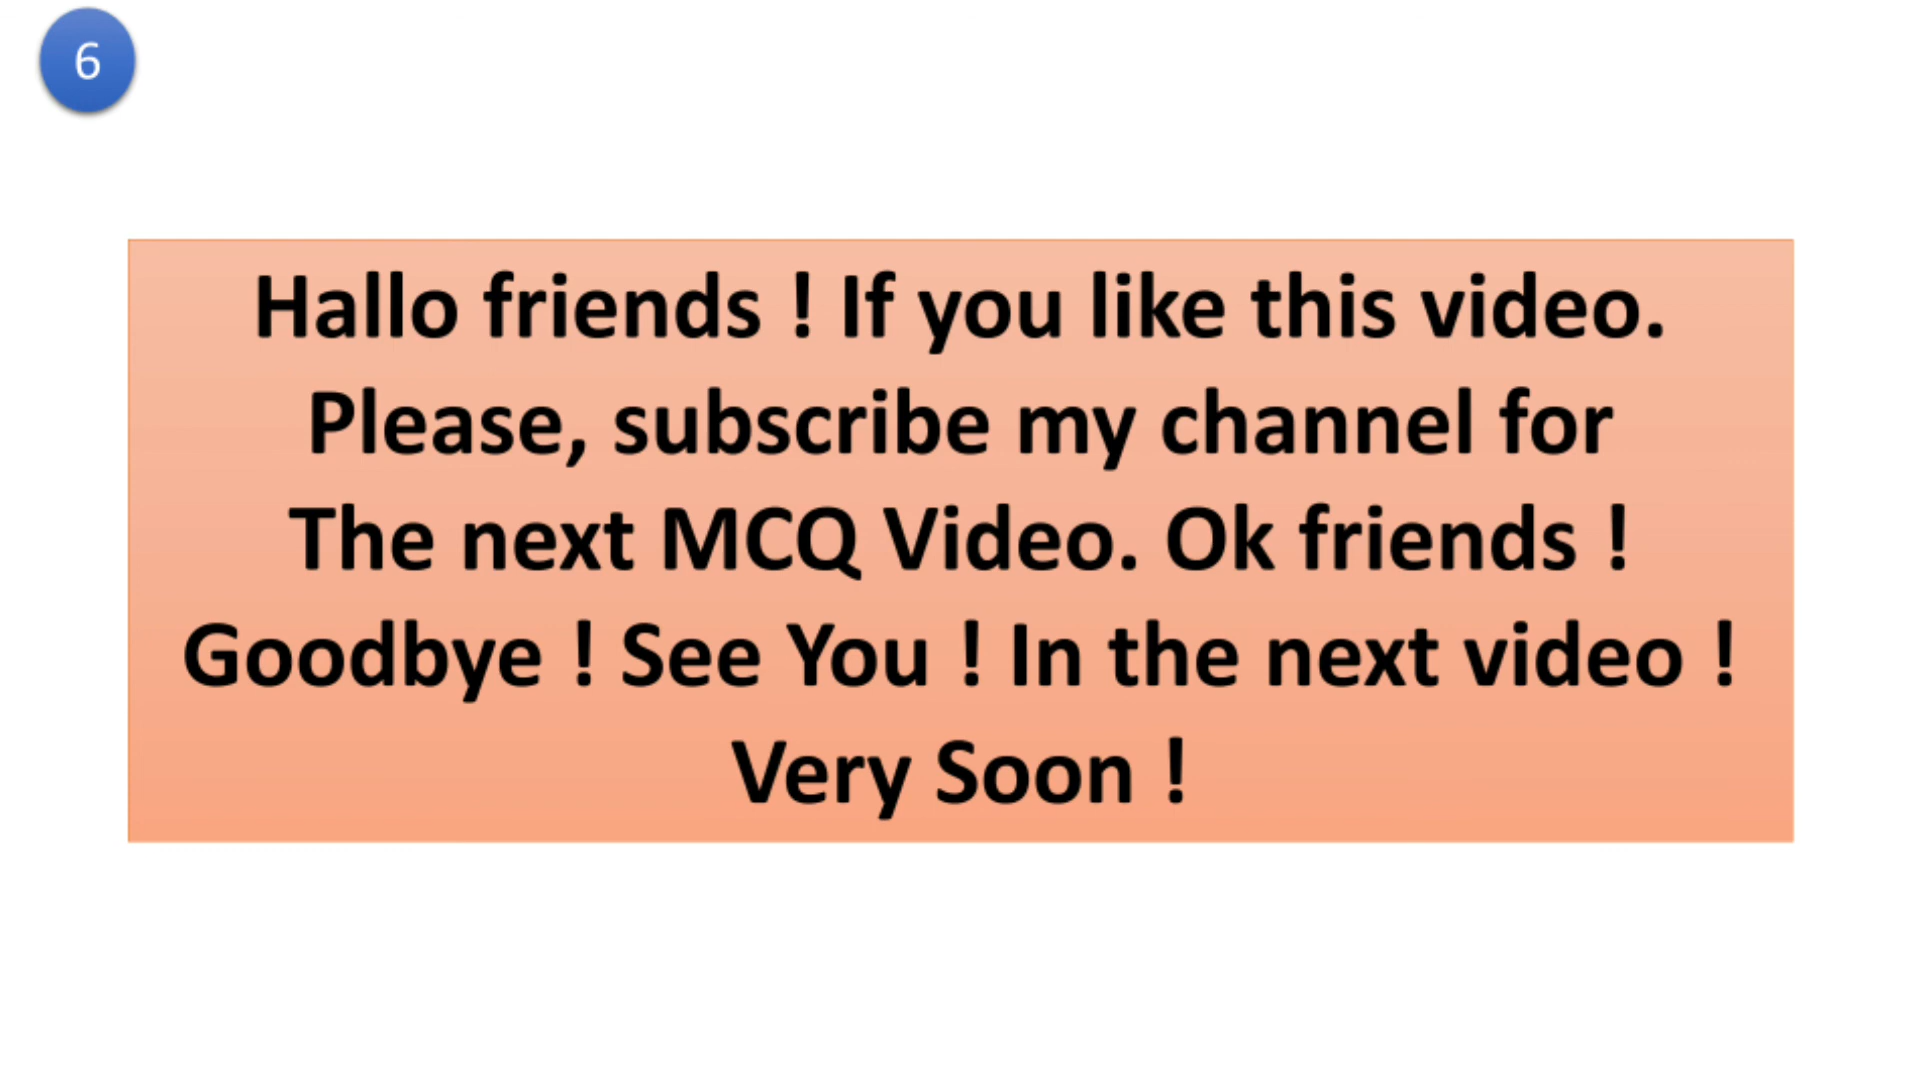 6
Hallo friends ! If you like this video.
Please, subscribe my channel for
The next MCQ Video. Ok friends !
Goodbye ! See You ! In the next video !
Very Soon !